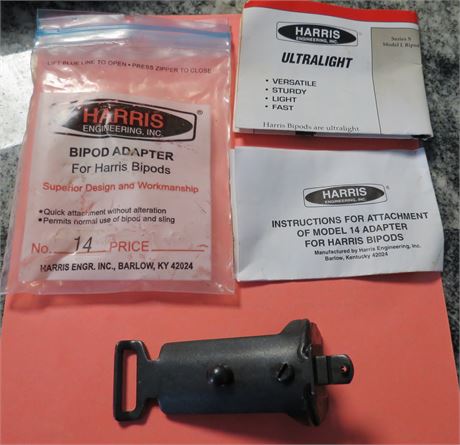 LIFT BLUE LINE TO OPEN • PRESS ZIPPER TO CLOSE
HARRIS ®
ENGINEERING, INC.
BIPOD ADAPTER
For Harris Bipods
Superior Design and Workmanship
•Quick attachment without alteration
•Permits normal use of bipod and sling
No. 14 PRICE
HARRIS ENGR. INC., BARLOW, KY 42024
HARRIS ®
ENGINEERING, INC.
ULTRALIGHT
• VERSATILE
• STURDY
• LIGHT
• FAST
Harris Bipods are ultralight.
Series S
Model L Bipod
HARRIS ®
ENGINEERING, INC.
INSTRUCTIONS FOR ATTACHMENT
OF MODEL 14 ADAPTER
FOR HARRIS BIPODS
Manufactured by Harris Engineering, Inc.
Barlow, Kentucky 42024